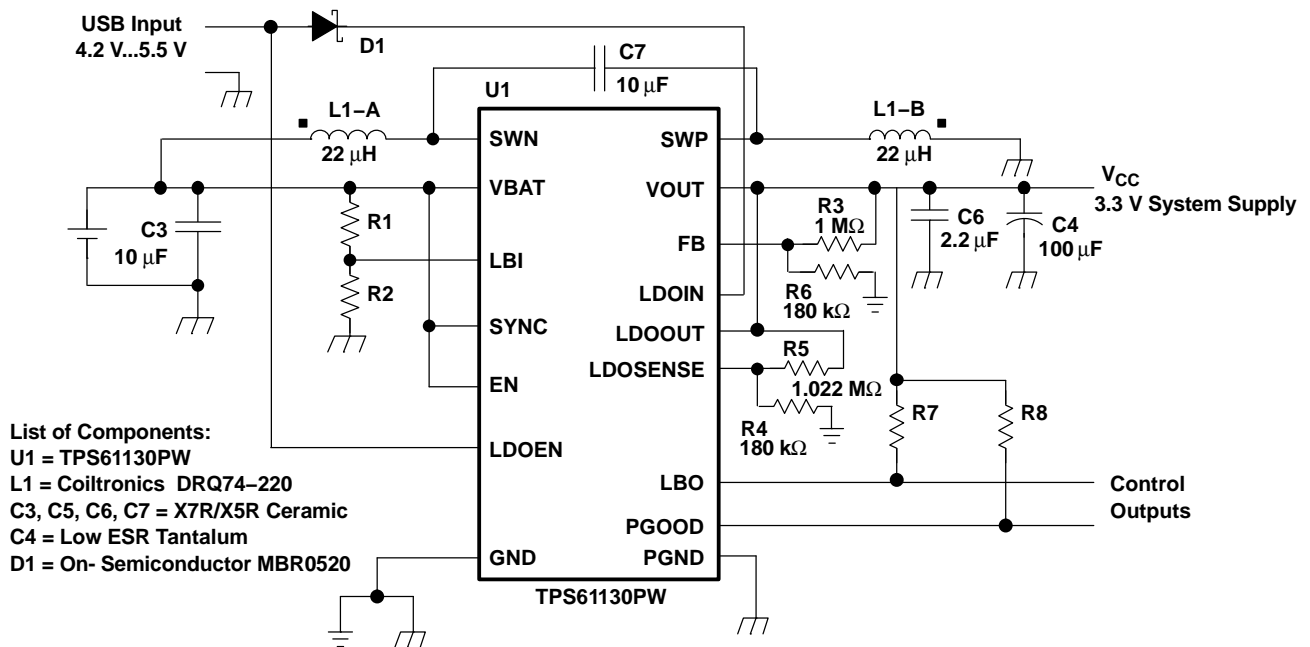 USB Input
4.2 V...5.5 V
D1
C7
10 µF
U1
L1–A
22 µH
L1–B
22 µH
SWN
SWP
VBAT
VOUT
VCC
3.3 V System Supply
C3
10 µF
R1
R3
1 MΩ
C6
2.2 µF
C4
100 µF
FB
LBI
R2
LDOIN
R6
180 kΩ
SYNC
LDOOUT
R5
1.022 MΩ
LDOSENSE
EN
R7
R8
R4
180 kΩ
LDOEN
List of Components:
U1 = TPS61130PW
L1 = Coiltronics DRQ74–220
C3, C5, C6, C7 = X7R/X5R Ceramic
C4 = Low ESR Tantalum
D1 = On- Semiconductor MBR0520
LBO
Control
Outputs
PGOOD
GND
PGND
TPS61130PW